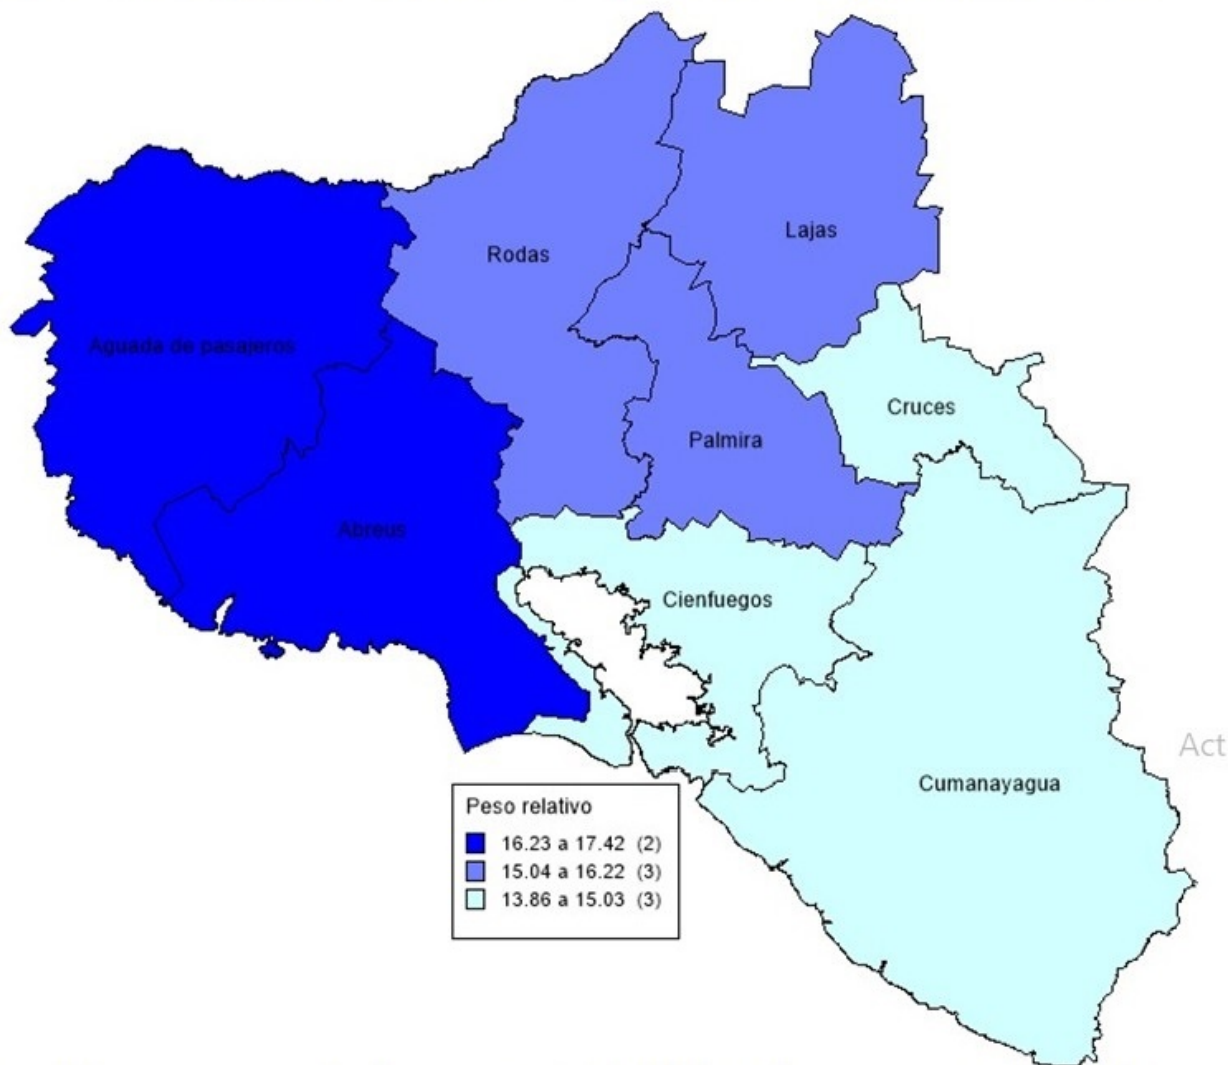 Lajas
Rodas
Aguada de pasajeros
Cruces
Palmira
Abreus
Cienfuegos
Act
Cumanayagua
Peso relativo
16.23 a 17.42 (2)
15.04 a 16.22 (3)
13.86 a 15.03 (3)